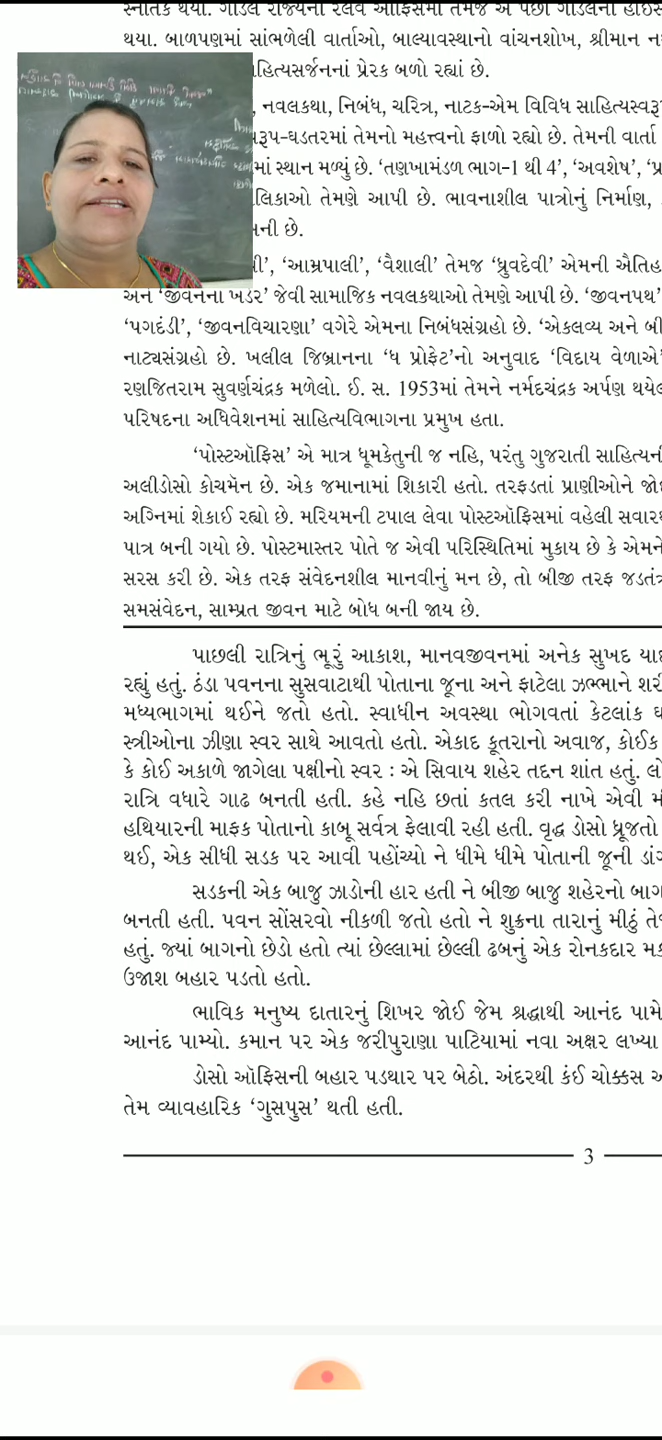 સ્નાતક થયા. ગોંડલ રાજ્યની રેલવે ઑફિસમાં તેમજ એ પછી ગોંડલની હાઈસ્
થયા. બાળપણમાં સાંભળેલી વાર્તાઓ, બાલ્યાવસ્થાનો વાંચનશોખ, શ્રીમાન ન
હિત્યસર્જનનાં પ્રેરક બળો રહ્યાં છે.
, નવલકથા, નિબંધ, ચરિત્ર, નાટક-એમ વિવિધ સાહિત્યસ્વરૂ
રૂપ-ઘડતરમાં તેમનો મહત્ત્વનો ફાળો રહ્યો છે. તેમની વાર્તા
માં સ્થાન મળ્યું છે. ‘તણખામંડળ ભાગ-1 થી 4’, ‘અવશેષ’, ‘પ્ર
લિકાઓ તેમણે આપી છે. ભાવનાશીલ પાત્રોનું નિર્માણ,
મની છે.
’, ‘આમ્રપાલી’, ‘વૈશાલી’ તેમજ ‘ધ્રુવદેવી’ એમની ઐતિહ
અને ‘જીવનના ખંડેર’ જેવી સામાજિક નવલકથાઓ તેમણે આપી છે. ‘જીવનપથ’
‘પગદંડી’, ‘જીવનવિચારણા’ વગેરે એમના નિબંધસંગ્રહો છે. ‘એકલવ્ય અને બી
નાટ્યસંગ્રહો છે. ખલીલ જિબ્રાનના ‘ધ પ્રોફેટ’નો અનુવાદ ‘વિદાય વેળાએ’
રણજિતરામ સુવર્ણચંદ્રક મળેલો. ઈ. સ. 1953માં તેમને નર્મદચંદ્રક અર્પણ થયે
પરિષદના અધિવેશનમાં સાહિત્યવિભાગના પ્રમુખ હતા.
‘પોસ્ટઑફિસ’ એ માત્ર ધૂમકેતુની જ નહિ, પરંતુ ગુજરાતી સાહિત્યની
અલીડોસો કોચમૅન છે. એક જમાનામાં શિકારી હતો. તરફડતાં પ્રાણીઓને જો
અગ્નિમાં શેકાઈ રહ્યો છે. મરિયમની ટપાલ લેવા પોસ્ટઑફિસમાં વહેલી સવાર
પાત્ર બની ગયો છે. પોસ્ટમાસ્તર પોતે જ એવી પરિસ્થિતિમાં મુકાય છે કે એમને
સરસ કરી છે. એક તરફ સંવેદનશીલ માનવીનું મન છે, તો બીજી તરફ જડતંત્ર
સમસંવેદન, સામ્પ્રત જીવન માટે બોધ બની જાય છે.
પાછલી રાત્રિનું ભૂરું આકાશ, માનવજીવનમાં અનેક સુખદ યા
રહ્યું હતું. ઠંડા પવનના સુસવાટાથી પોતાના જૂના અને ફાટેલા ઝભ્ભાને શરી
મધ્યભાગમાં થઈને જતો હતો. સ્વાધીન અવસ્થા ભોગવતાં કેટલાંક ઘ
સ્ત્રીઓના ઝીણા સ્વર સાથે આવતો હતો. એકાદ કૂતરાનો અવાજ, કોઈક
કે કોઈ અકાળે જાગેલા પક્ષીનો સ્વર : એ સિવાય શહેર તદન શાંત હતું. લો
રાત્રિ વધારે ગાઢ બનતી હતી. કહે નહિ છતાં કતલ કરી નાખે એવી મી
હથિયારની માફક પોતાનો કાબૂ સર્વત્ર ફેલાવી રહી હતી. વૃદ્ધ ડોસો ધ્રૂજતો
થઈ, એક સીધી સડક પર આવી પહોંચ્યો ને ધીમે ધીમે પોતાની જૂની ડાંગ
સડકની એક બાજુ ઝાડોની હાર હતી ને બીજી બાજુ શહેરનો બાગ
બનતી હતી. પવન સોંસરવો નીકળી જતો હતો ને શુક્રના તારાનું મીઠું તે
હતું. જ્યાં બાગનો છેડો હતો ત્યાં છેલ્લામાં છેલ્લી ઢબનું એક રોનકદાર મક
ઉજાશ બહાર પડતો હતો.
ભાવિક મનુષ્ય દાતારનું શિખર જોઈ જેમ શ્રદ્ધાથી આનંદ પામે
આનંદ પામ્યો. કમાન પર એક જરીપુરાણા પાટિયામાં નવા અક્ષર લખ્યા
ડોસો ઑફિસની બહાર પડથાર પર બેઠો. અંદરથી કંઈ ચોક્કસ અ
તેમ વ્યાવહારિક ‘ગુસપુસ’ થતી હતી.
3